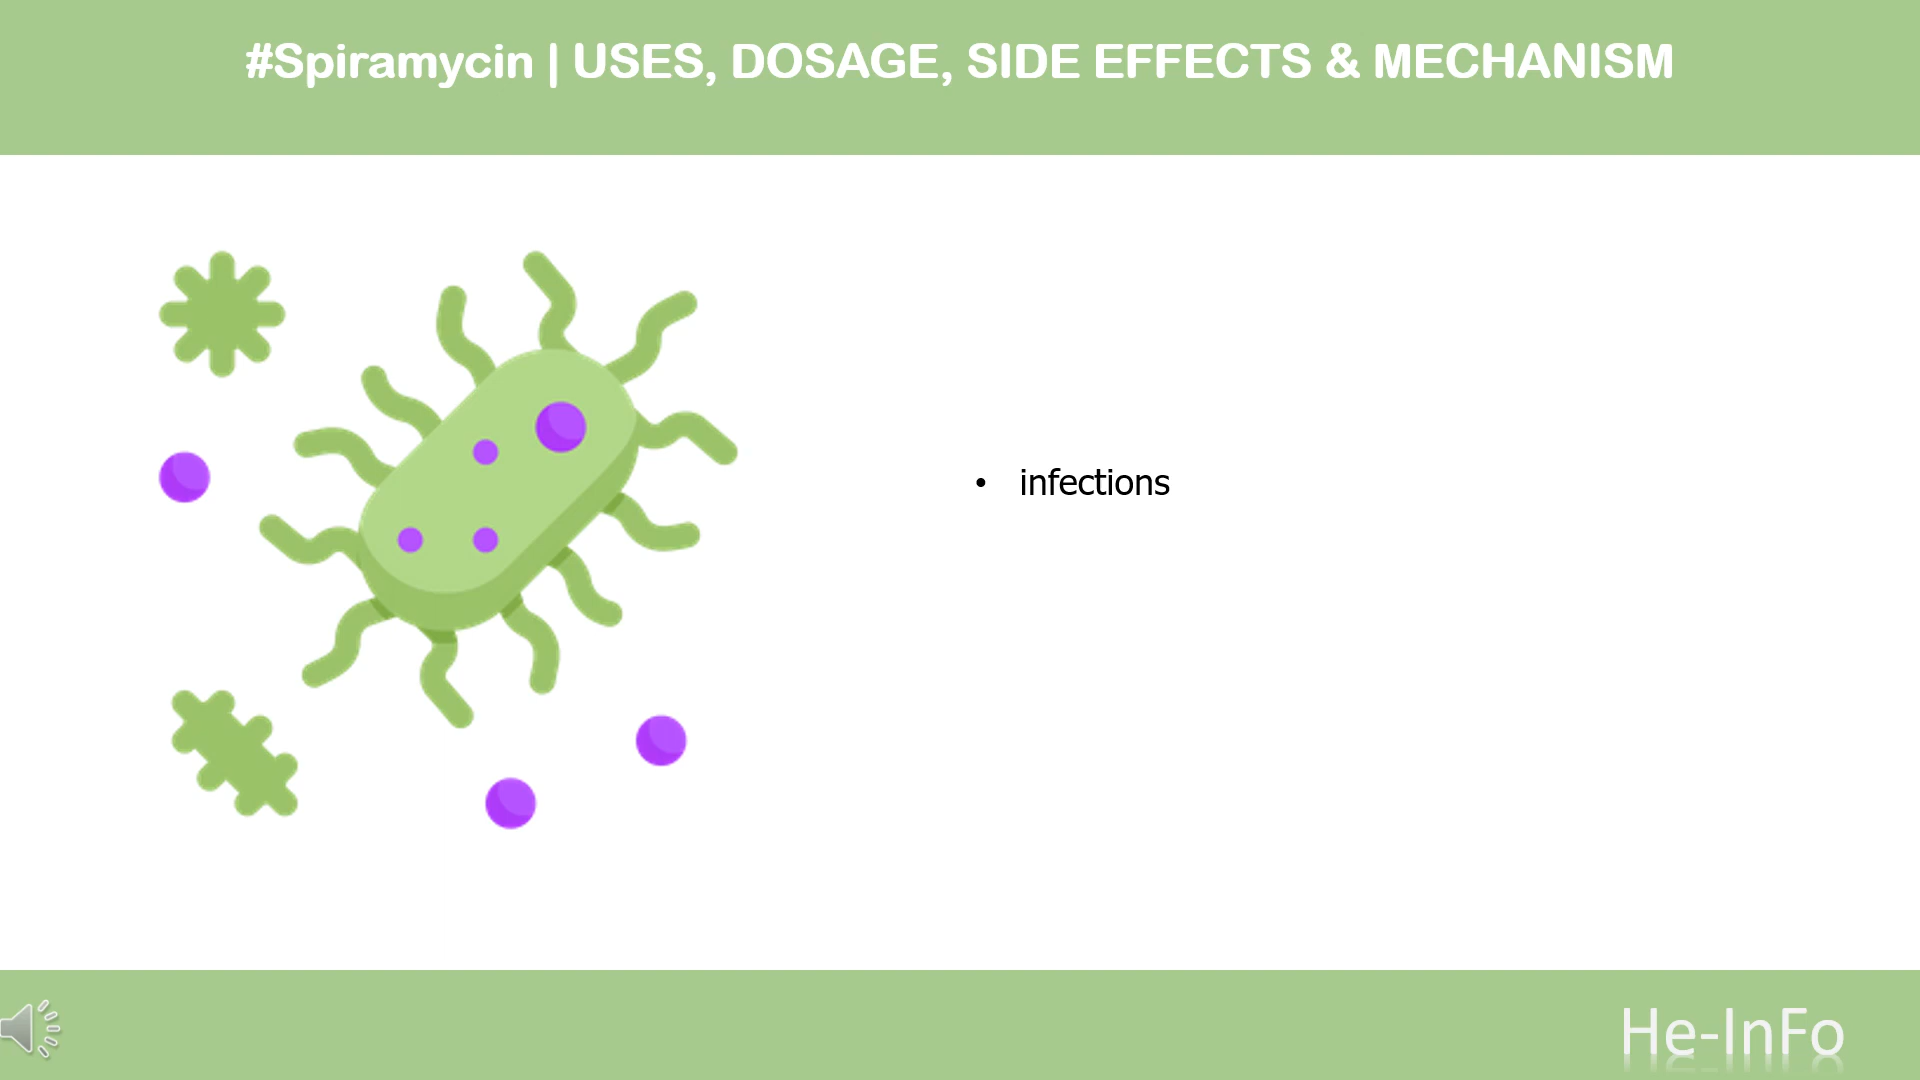 #Spiramycin | USES, DOSAGE, SIDE EFFECTS & MECHANISM
• infections
He-InFo